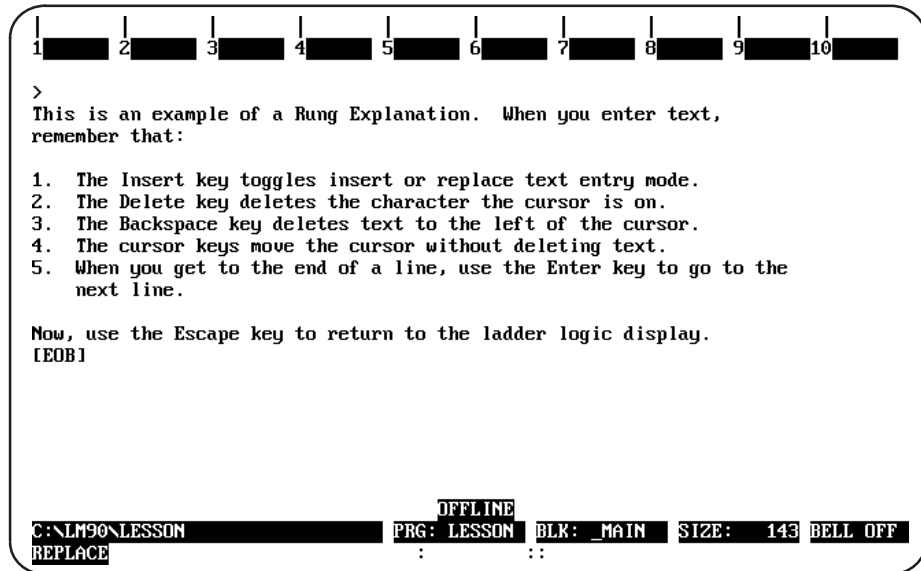 1 2 3 4 5 6 7 8 9 10
>
This is an example of a Rung Explanation. When you enter text,
remember that:
1. The Insert key toggles insert or replace text entry mode.
2. The Delete key deletes the character the cursor is on.
3. The Backspace key deletes text to the left of the cursor.
4. The cursor keys move the cursor without deleting text.
5. When you get to the end of a line, use the Enter key to go to the
next line.
Now, use the Escape key to return to the ladder logic display.
[EOB]
OFFLINE
C:\LM90\LESSON PRG: LESSON BLK: _MAIN SIZE: 143 BELL OFF
REPLACE : ::